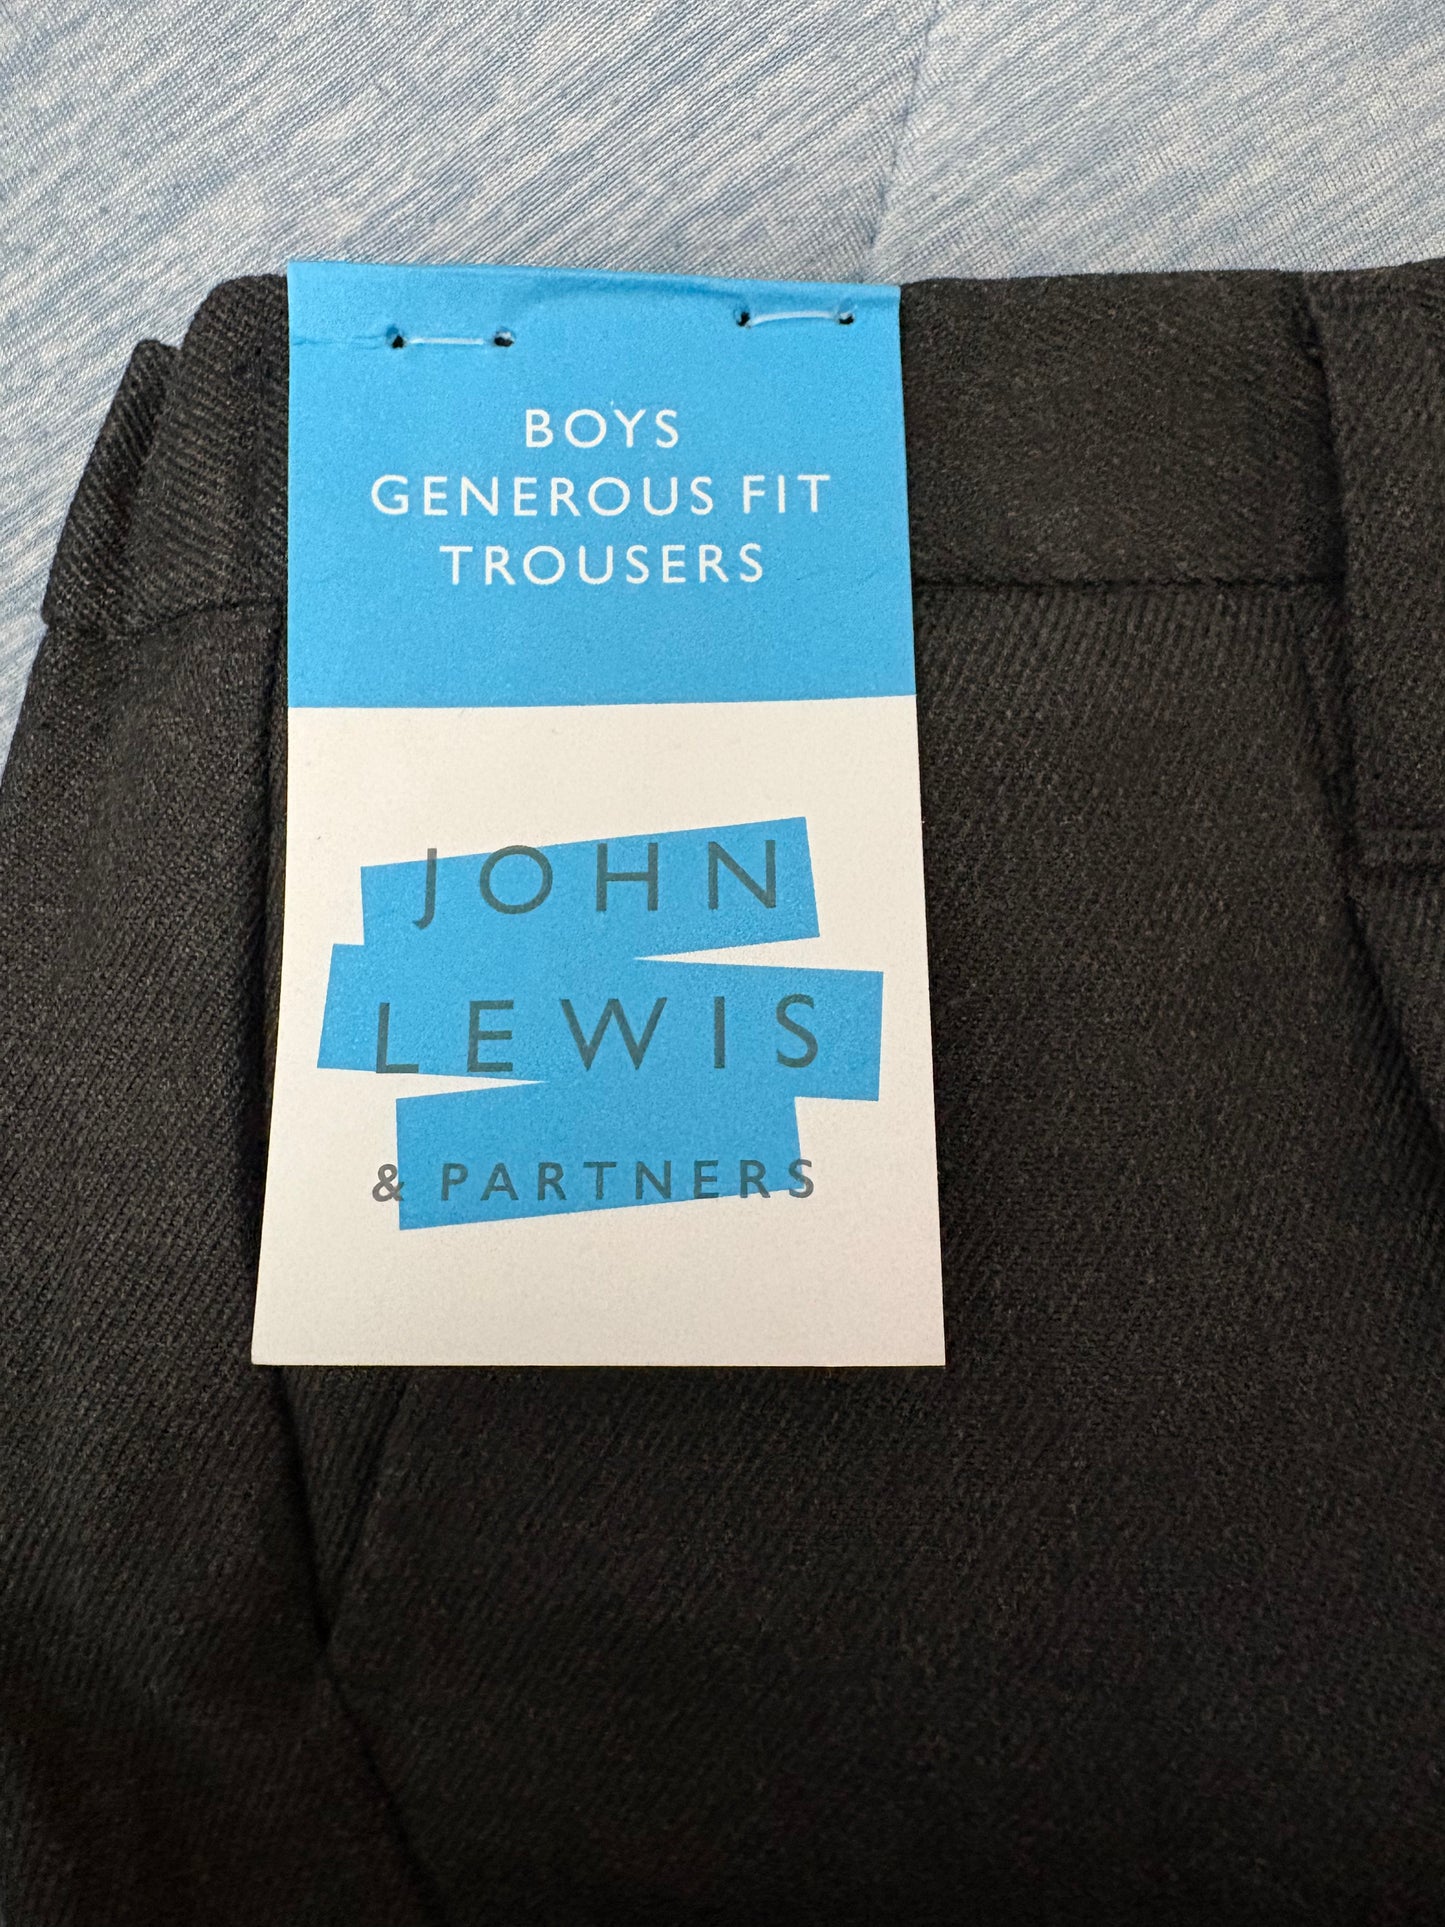 BOYS
GENEROUS FIT
TROUSERS
JOHN
LEWIS
& PARTNERS